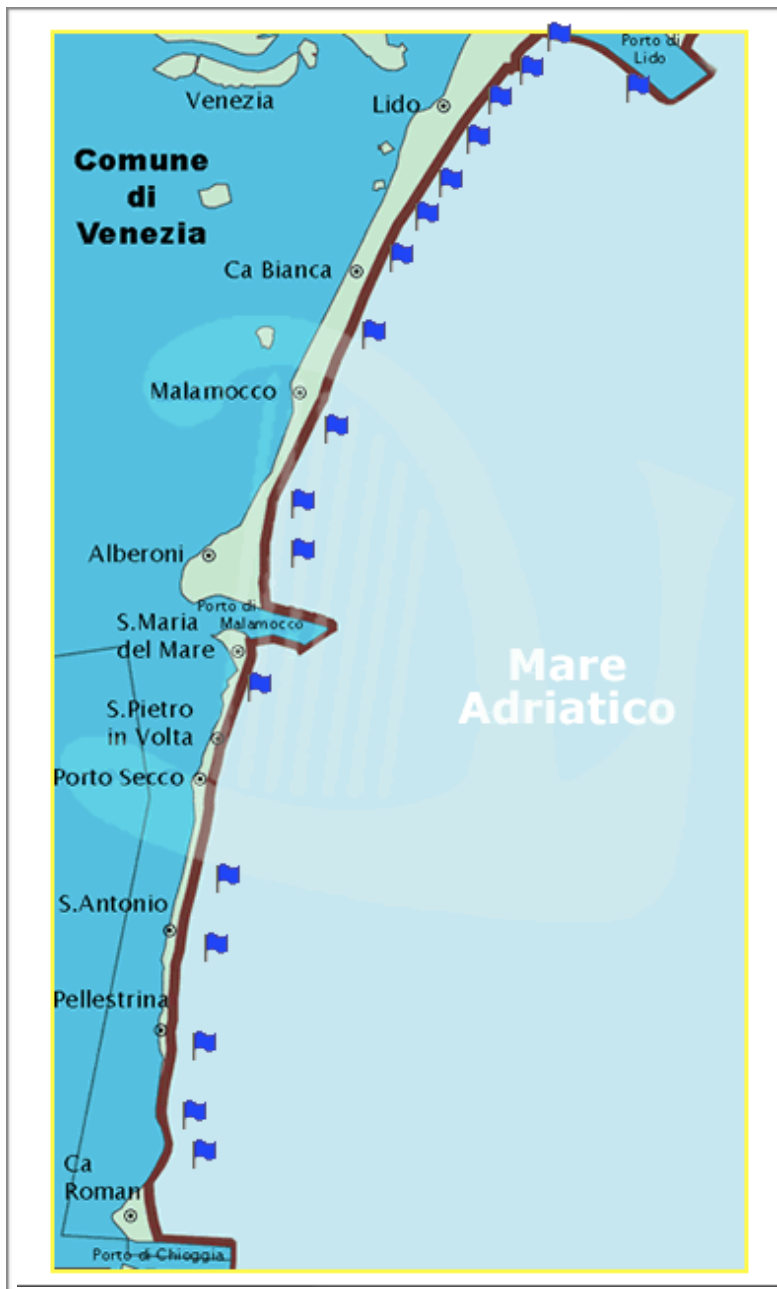 Porto di
Lido
Venezia
Lido
Comune
di
Venezia
Ca Bianca
Malamocco
Alberoni
Porto di
Malamocco
S.Maria
del Mare
Mare
Adriatico
S.Pietro
in Volta
Porto Secco
S.Antonio
Pellestrina
Ca
Roman
Porto di Chioggia